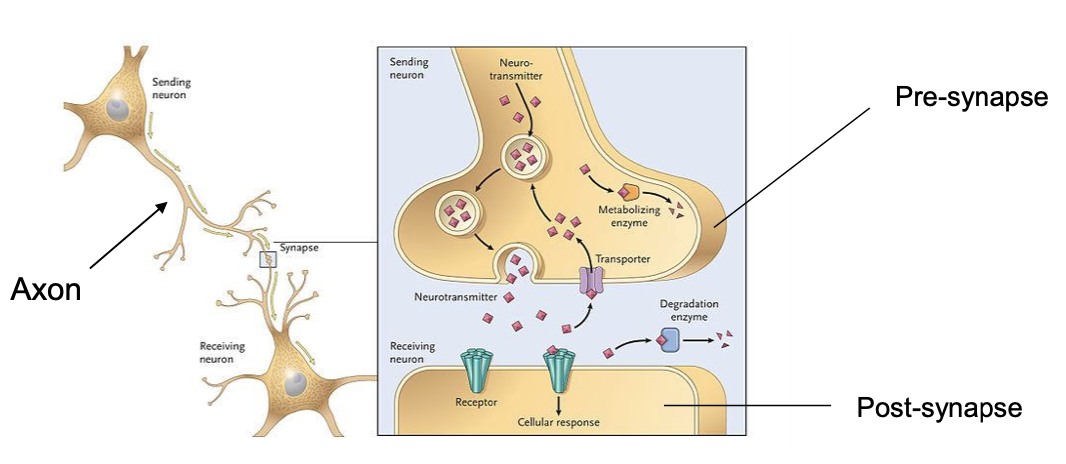 Sending
neuron
Axon
Synapse
Receiving
neuron
Sending
neuron
Neuro-
transmitter
Metabolizing
enzyme
Transporter
Neurotransmitter
Degradation
enzyme
Receiving
neuron
Receptor
Cellular response
Pre-synapse
Post-synapse